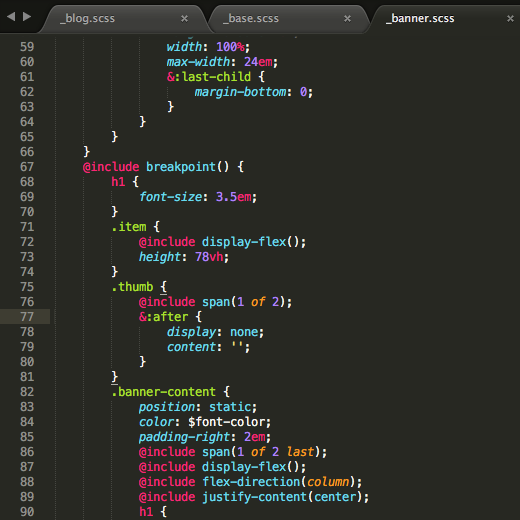 _blog.scss × _base.scss × _banner.scss ×
59 width: 100%;
60 max-width: 24em;
61 &:last-child {
62 margin-bottom: 0;
63 }
64 }
65 }
66 }
67 @include breakpoint() {
68 h1 {
69 font-size: 3.5em;
70 }
71 .item {
72 @include display-flex();
73 height: 78vh;
74 }
75 .thumb {
76 @include span(1 of 2);
77 &:after {
78 display: none;
79 content: '';
80 }
81 }
82 .banner-content {
83 position: static;
84 color: $font-color;
85 padding-right: 2em;
86 @include span(1 of 2 last);
87 @include display-flex();
88 @include flex-direction(column);
89 @include justify-content(center);
90 h1 {